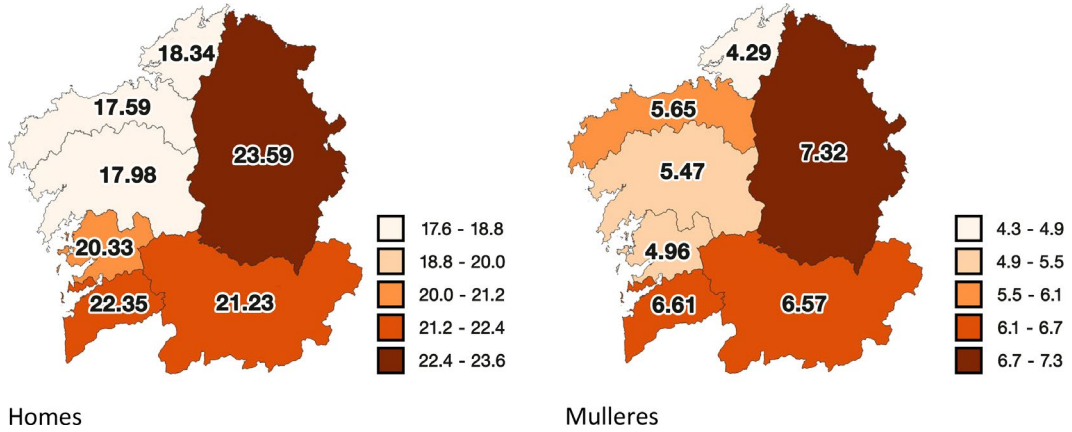 18.34
17.59
23.59
17.98
20.33
22.35
21.23
17.6 - 18.8
18.8 - 20.0
20.0 - 21.2
21.2 - 22.4
22.4 - 23.6
Homes
4.29
5.65
7.32
5.47
4.96
6.61
6.57
4.3 - 4.9
4.9 - 5.5
5.5 - 6.1
6.1 - 6.7
6.7 - 7.3
Mulleres